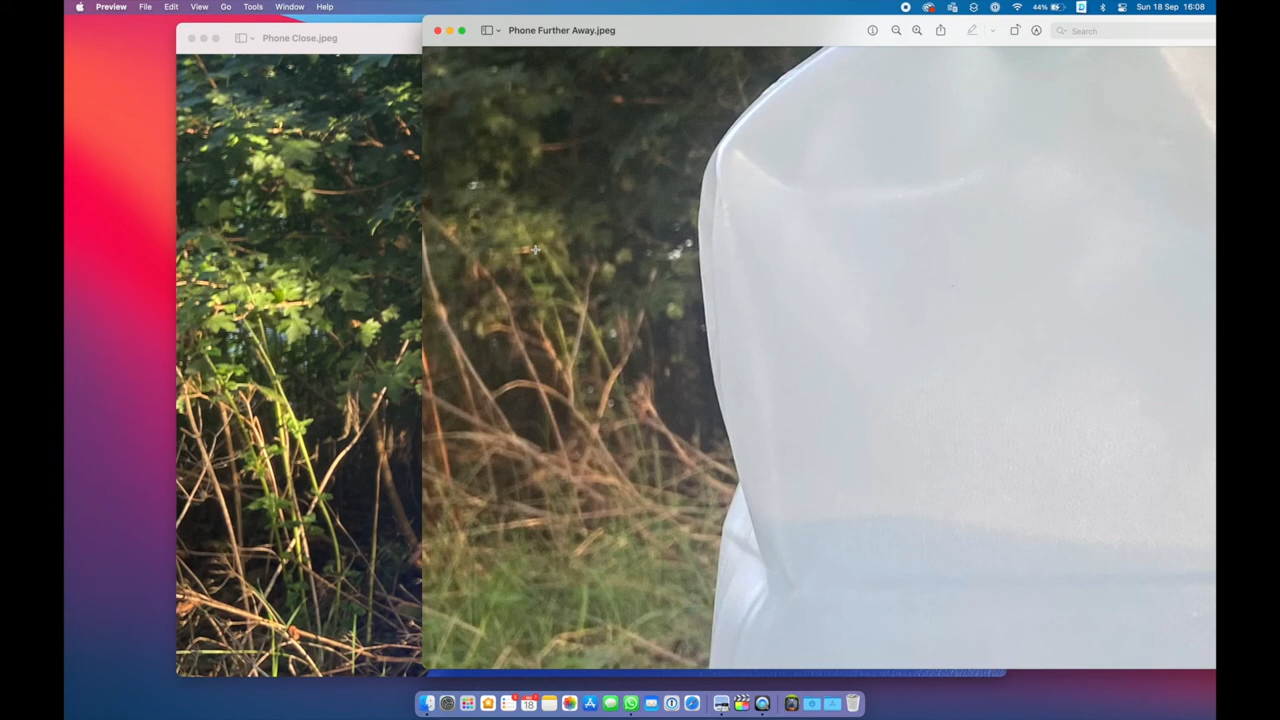 Preview File Edit View Go Tools Window Help 44% Sun 18 Sep 16:08
Phone Close.jpeg
Phone Further Away.jpeg Search
18